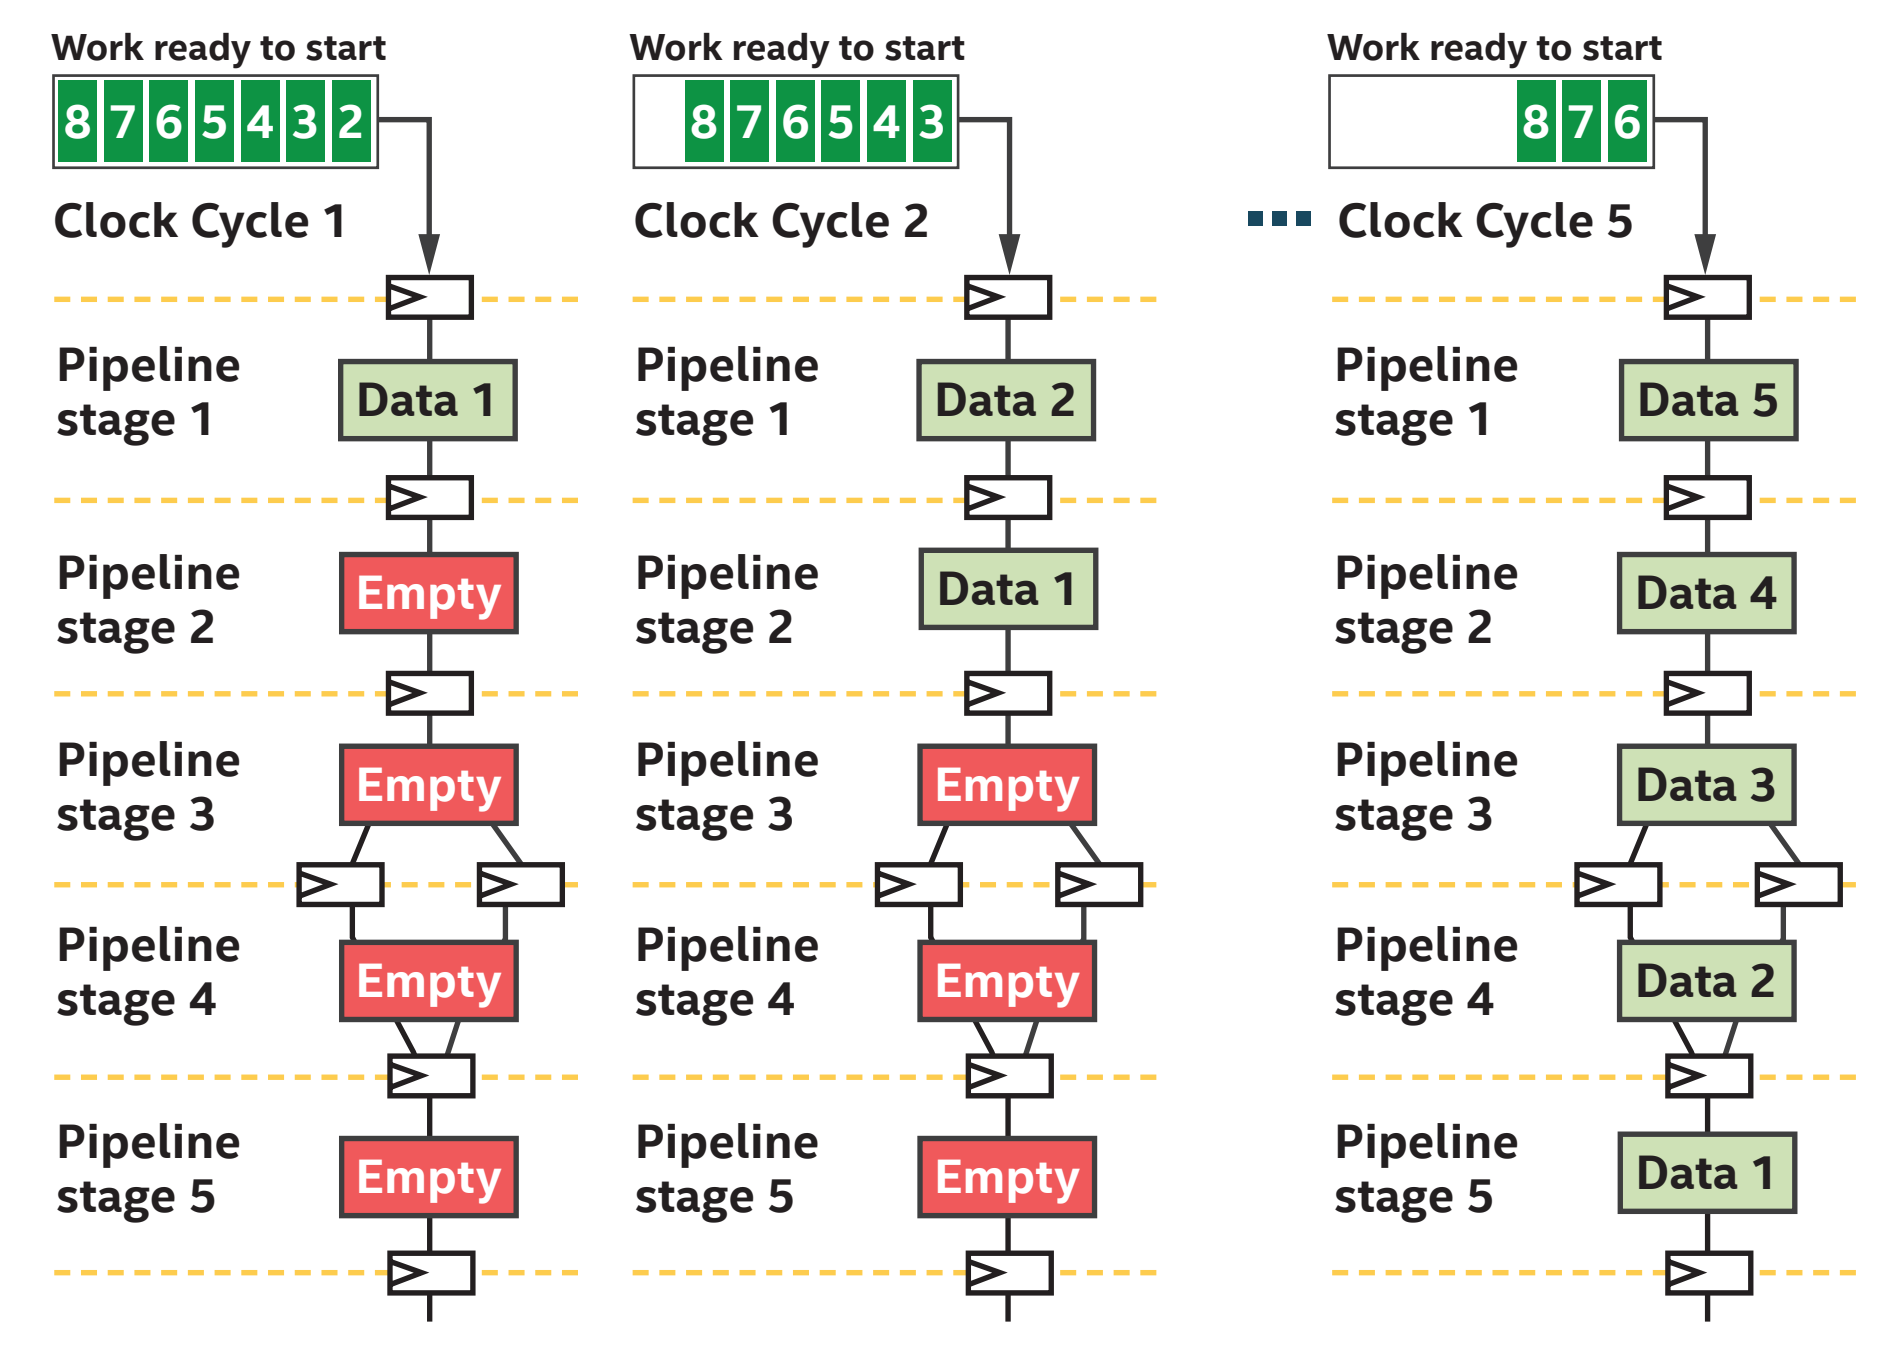 Work ready to start
8 7 6 5 4 3 2
Clock Cycle 1
Pipeline
stage 1
Data 1
Pipeline
stage 2
Empty
Pipeline
stage 3
Empty
Pipeline
stage 4
Empty
Pipeline
stage 5
Empty
Work ready to start
8 7 6 5 4 3
Clock Cycle 2
Pipeline
stage 1
Data 2
Pipeline
stage 2
Data 1
Pipeline
stage 3
Empty
Pipeline
stage 4
Empty
Pipeline
stage 5
Empty
Work ready to start
8 7 6
Clock Cycle 5
Pipeline
stage 1
Data 5
Pipeline
stage 2
Data 4
Pipeline
stage 3
Data 3
Pipeline
stage 4
Data 2
Pipeline
stage 5
Data 1